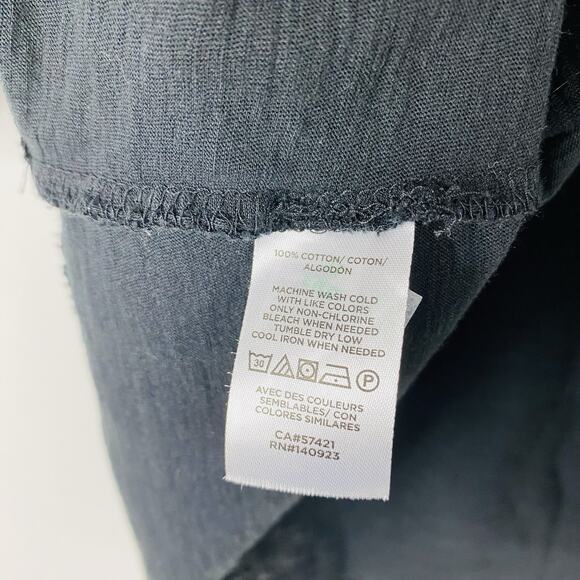 100% COTTON/ COTON/
ALGODÓN
MACHINE WASH COLD
WITH LIKE COLORS
ONLY NON-CHLORINE
BLEACH WHEN NEEDED
TUMBLE DRY LOW
COOL IRON WHEN NEEDED
30 P
AVEC DES COULEURS
SEMBLABLES/ CON
COLORES SIMILARES
CA#57421
RN#140923